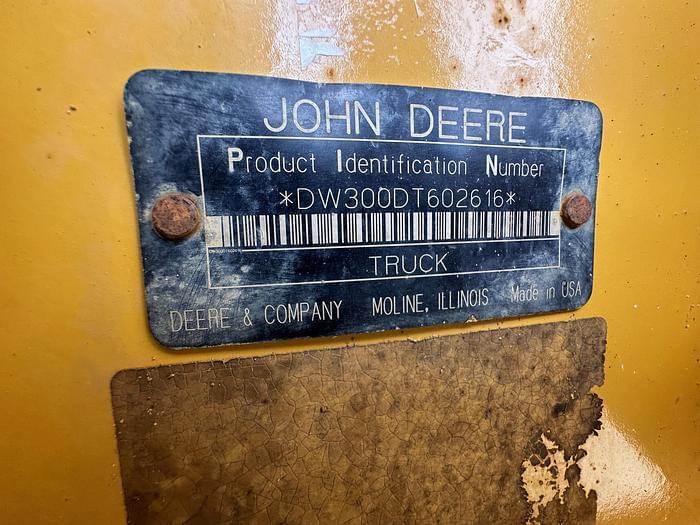 JOHN DEERE
Product Identification Number
*DW300DT602616*
TRUCK
DEERE & COMPANY MOLINE, ILLINOIS Made in USA